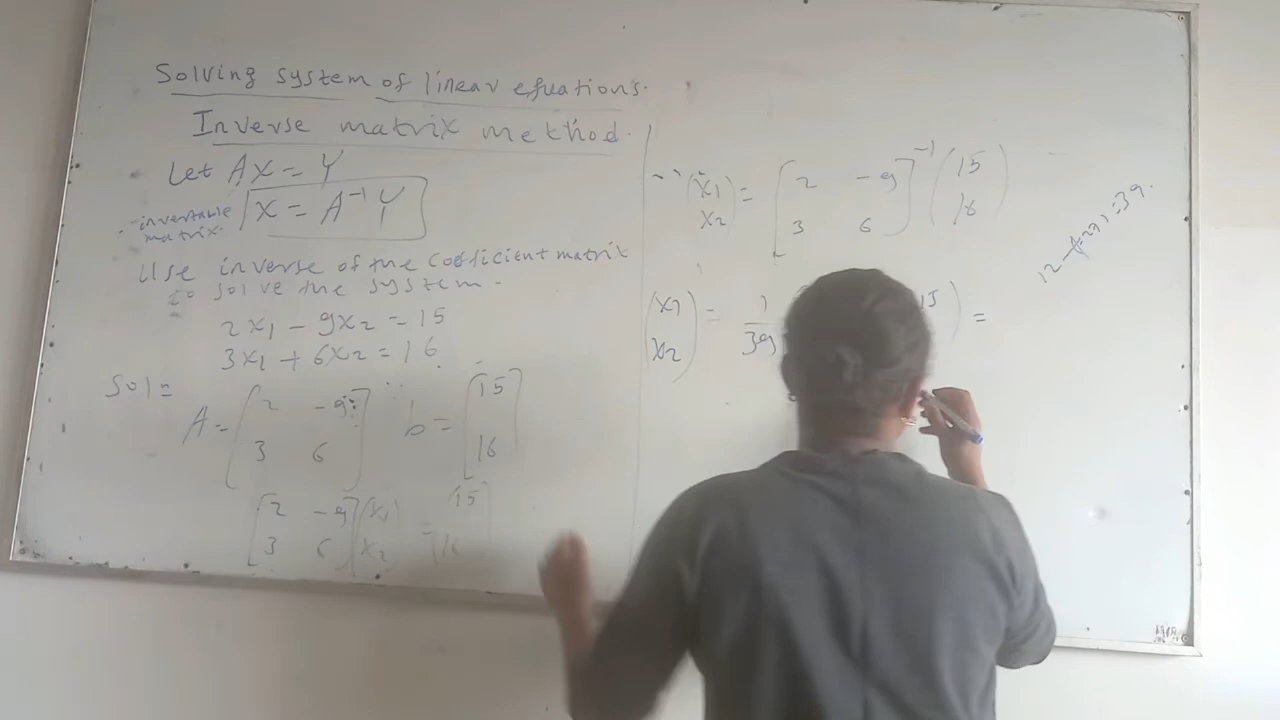 Solving system of linear equations.
Inverse matrix method.
Let AX = Y
invertable matrix.
X = A⁻¹ Y
Use inverse of the coefficient matrix
to solve the system.
2x₁ - 9x₂ = 15
3x₁ + 6x₂ = 16
Soln
A = [2 -9
3 6] b = [15
16]
[2 -9
3 6] (x₁
x₂) = [15
16]
(x₁
x₂) = [2 -9
3 6]⁻¹ (15
16)
12 - (-27) = 39.
(x₁
x₂) = 1/39 15) =